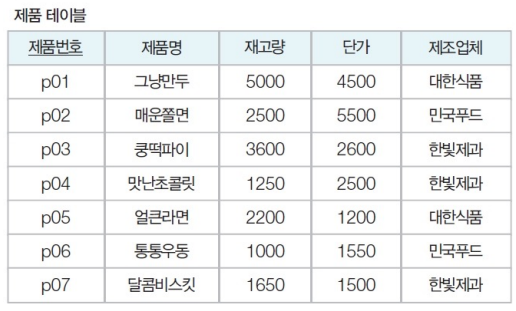 제품 테이블
제품번호 제품명 재고량 단가 제조업체
p01 그냥만두 5000 4500 대한식품
p02 매운쫄면 2500 5500 민국푸드
p03 쿵떡파이 3600 2600 한빛제과
p04 맛난초콜릿 1250 2500 한빛제과
p05 얼큰라면 2200 1200 대한식품
p06 통통우동 1000 1550 민국푸드
p07 달콤비스킷 1650 1500 한빛제과